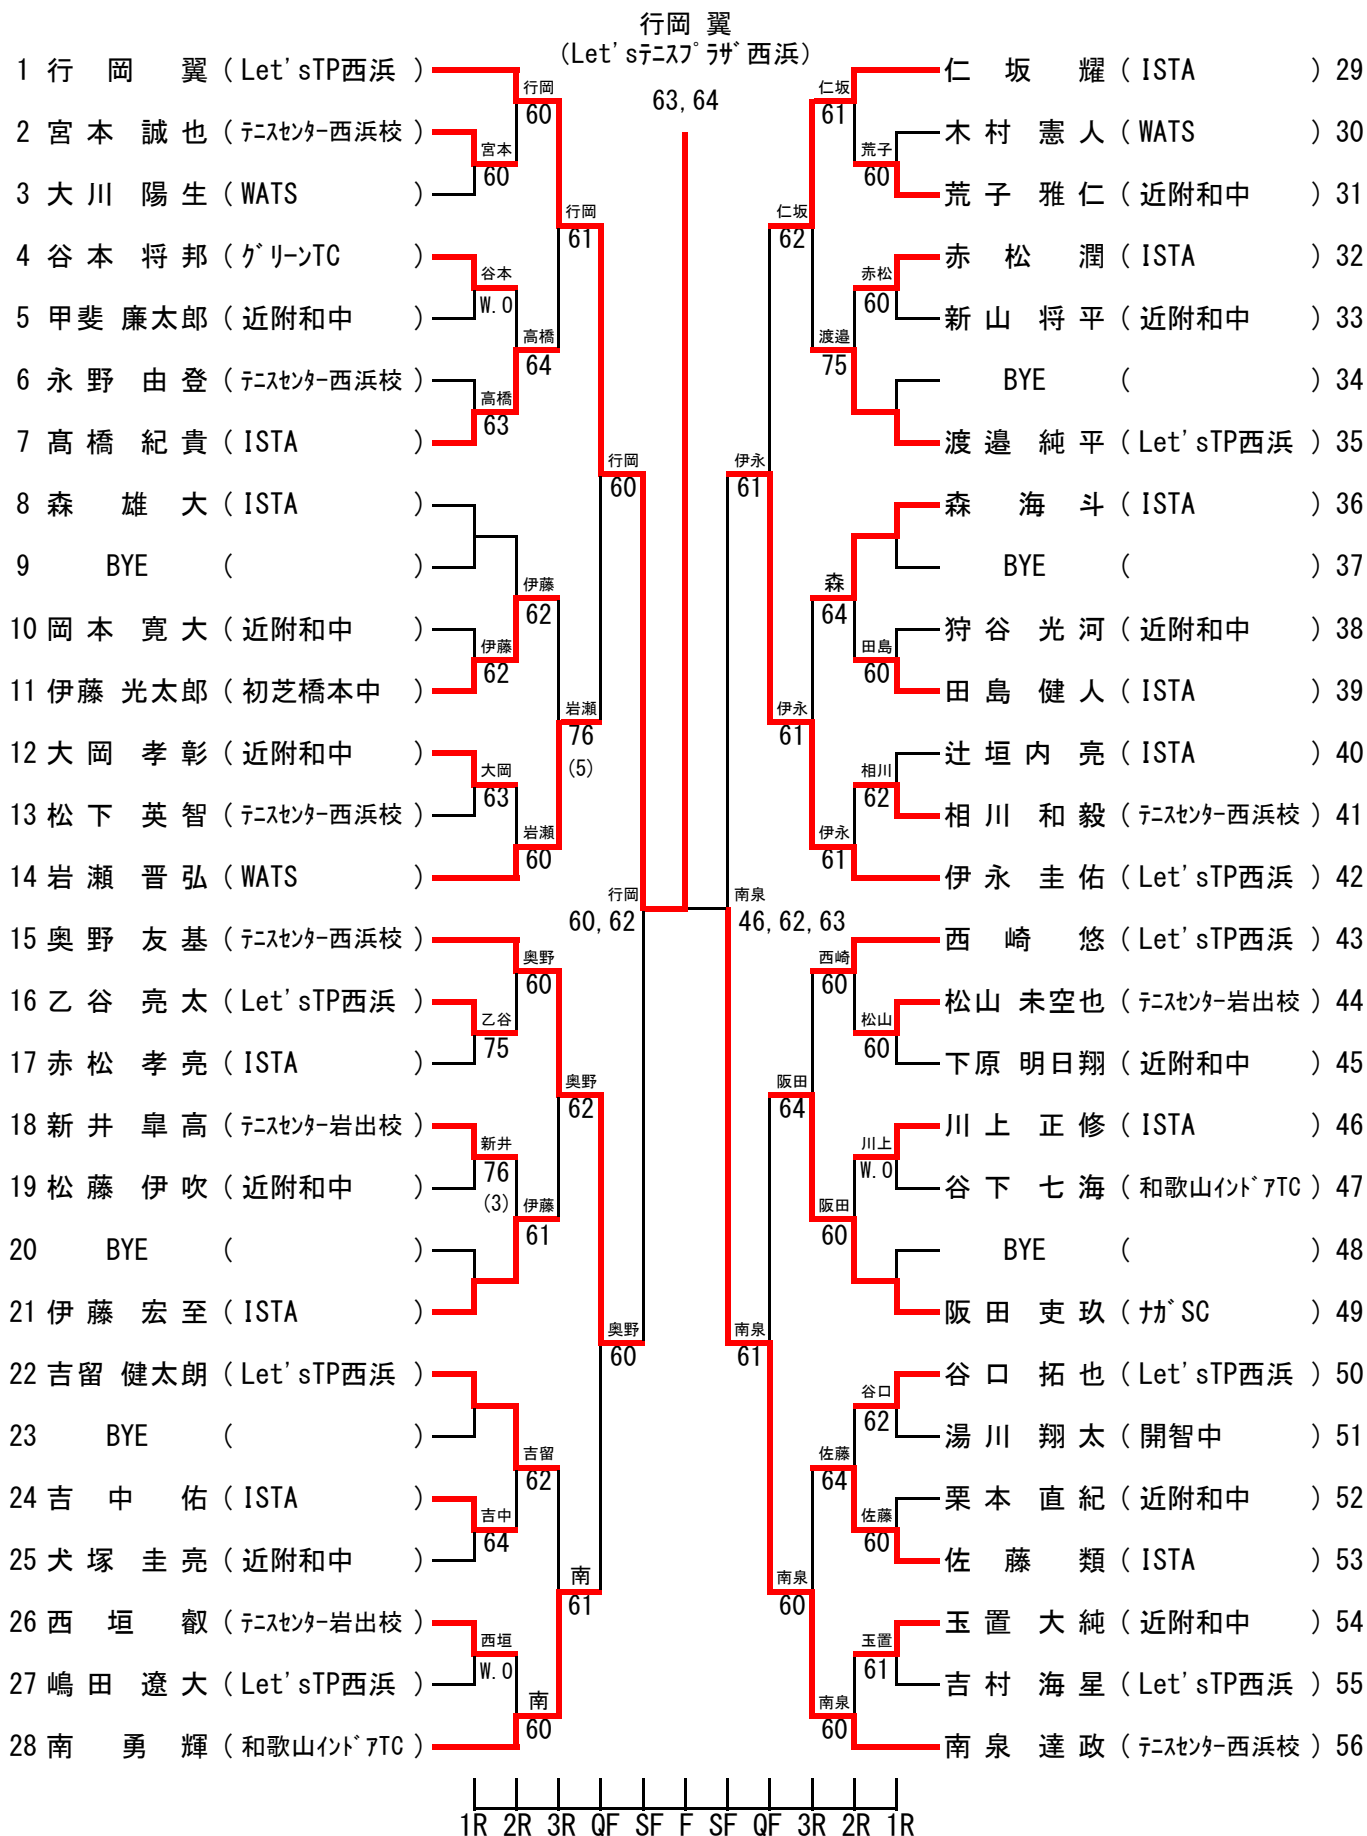 行岡 翼
(Let'sﾃﾆｽﾌﾟﾗｻﾞ西浜)
63,64
1 行 岡 翼 ( Let'sTP西浜 )
2 宮 本 誠 也 ( ﾃﾆｽｾﾝﾀｰ西浜校 )
3 大 川 陽 生 ( WATS )
4 谷 本 将 邦 ( ｸﾞﾘｰﾝTC )
5 甲斐 廉太郎 ( 近附和中 )
6 永 野 由 登 ( ﾃﾆｽｾﾝﾀｰ西浜校 )
7 髙 橋 紀 貴 ( ISTA )
8 森 雄 大 ( ISTA )
9 BYE ( )
10 岡 本 寛 大 ( 近附和中 )
11 伊藤 光太郎 ( 初芝橋本中 )
12 大 岡 孝 彰 ( 近附和中 )
13 松 下 英 智 ( ﾃﾆｽｾﾝﾀｰ西浜校 )
14 岩 瀬 晋 弘 ( WATS )
15 奥 野 友 基 ( ﾃﾆｽｾﾝﾀｰ西浜校 )
16 乙 谷 亮 太 ( Let'sTP西浜 )
17 赤 松 孝 亮 ( ISTA )
18 新 井 皐 高 ( ﾃﾆｽｾﾝﾀｰ岩出校 )
19 松 藤 伊 吹 ( 近附和中 )
20 BYE ( )
21 伊 藤 宏 至 ( ISTA )
22 吉留 健太朗 ( Let'sTP西浜 )
23 BYE ( )
24 吉 中 佑 ( ISTA )
25 犬 塚 圭 亮 ( 近附和中 )
26 西 垣 叡 ( ﾃﾆｽｾﾝﾀｰ岩出校 )
27 嶋 田 遼 大 ( Let'sTP西浜 )
28 南 勇 輝 ( 和歌山ｲﾝﾄﾞｱTC )
宮本
60
谷本
W.O
高橋
63
伊藤
62
大岡
63
乙谷
75
新井
76
(3)
吉中
64
西垣
W.O
行岡
60
高橋
64
伊藤
62
岩瀬
60
奥野
60
伊藤
61
吉留
62
南
60
行岡
61
岩瀬
76
(5)
奥野
62
南
61
行岡
60
奥野
60
行岡
60,62
南泉
46,62,63
伊永
61
南泉
61
仁坂
62
伊永
61
阪田
64
南泉
60
仁坂
61
渡邉
75
森
64
伊永
61
西崎
60
阪田
60
佐藤
64
南泉
60
荒子
60
赤松
60
田島
60
相川
62
松山
60
川上
W.O
谷口
62
佐藤
60
玉置
61
仁 坂 耀 ( ISTA ) 29
木 村 憲 人 ( WATS ) 30
荒 子 雅 仁 ( 近附和中 ) 31
赤 松 潤 ( ISTA ) 32
新 山 将 平 ( 近附和中 ) 33
BYE ( ) 34
渡 邉 純 平 ( Let'sTP西浜 ) 35
森 海 斗 ( ISTA ) 36
BYE ( ) 37
狩 谷 光 河 ( 近附和中 ) 38
田 島 健 人 ( ISTA ) 39
辻 垣 内 亮 ( ISTA ) 40
相 川 和 毅 ( ﾃﾆｽｾﾝﾀｰ西浜校 ) 41
伊 永 圭 佑 ( Let'sTP西浜 ) 42
西 崎 悠 ( Let'sTP西浜 ) 43
松山 未空也 ( ﾃﾆｽｾﾝﾀｰ岩出校 ) 44
下原 明日翔 ( 近附和中 ) 45
川 上 正 修 ( ISTA ) 46
谷 下 七 海 ( 和歌山ｲﾝﾄﾞｱTC ) 47
BYE ( ) 48
阪 田 吏 玖 ( ﾅｶﾞSC ) 49
谷 口 拓 也 ( Let'sTP西浜 ) 50
湯 川 翔 太 ( 開智中 ) 51
栗 本 直 紀 ( 近附和中 ) 52
佐 藤 類 ( ISTA ) 53
玉 置 大 純 ( 近附和中 ) 54
吉 村 海 星 ( Let'sTP西浜 ) 55
南 泉 達 政 ( ﾃﾆｽｾﾝﾀｰ西浜校 ) 56
1R 2R 3R QF SF F SF QF 3R 2R 1R